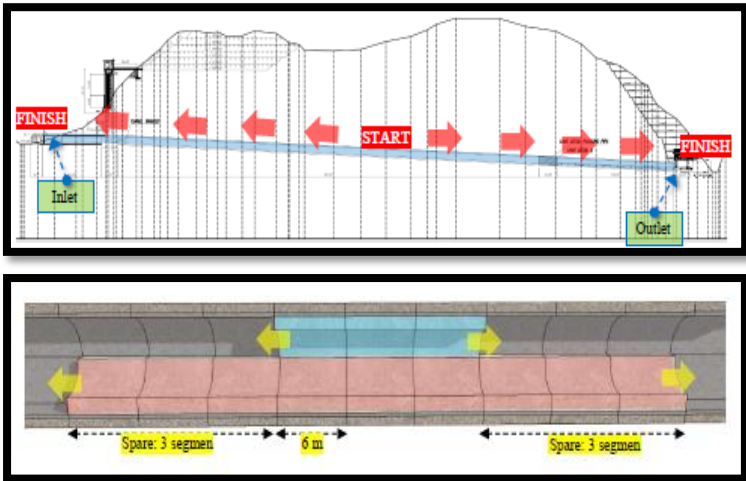 FINISH
START
FINISH
Inlet
Outlet
Spare: 3 segmen
6 m
Spare: 3 segmen